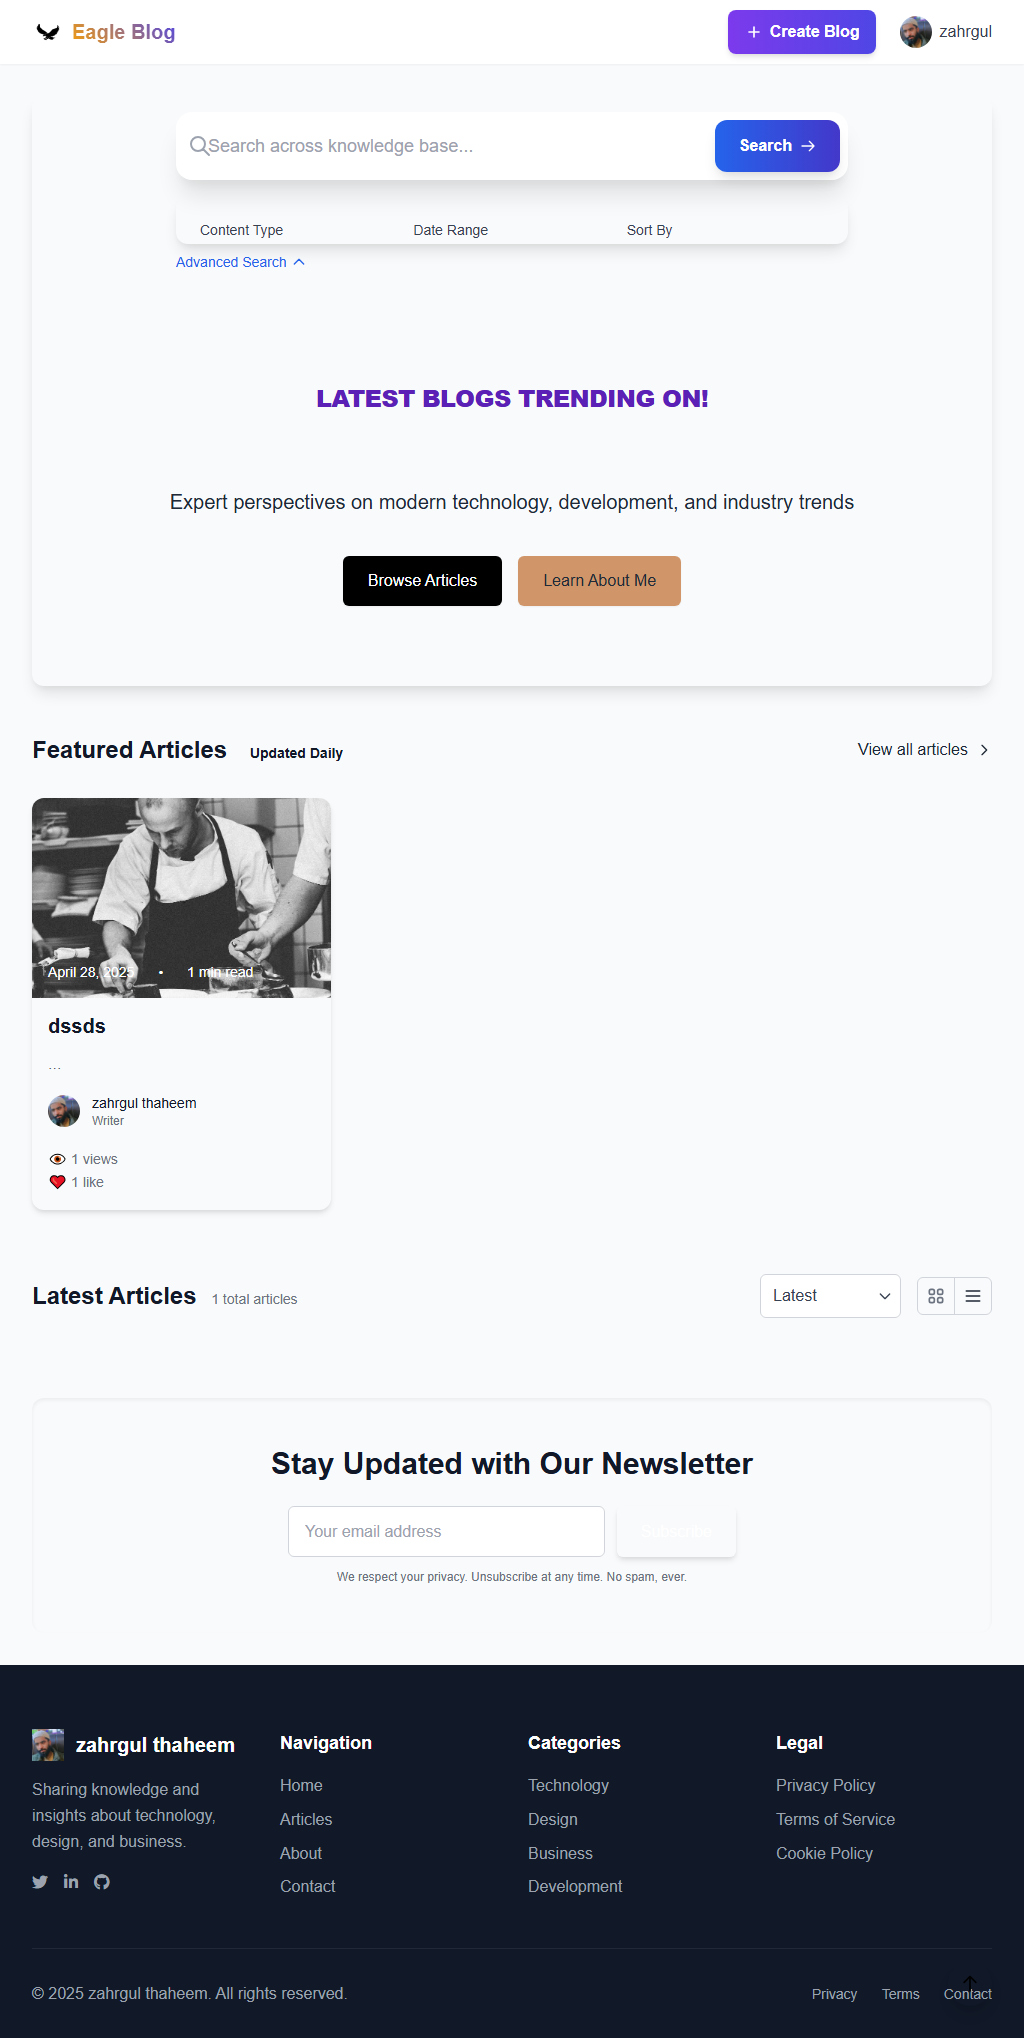 Eagle Blog
Create Blog
zahrgul
Search across knowledge base...
Search
Content Type
Date Range
Sort By
Advanced Search
LATEST BLOGS TRENDING ON!
Expert perspectives on modern technology, development, and industry trends
Browse Articles
Learn About Me
Featured Articles
Updated Daily
View all articles
April 28, 2025 • 1 min read
dssds
...
zahrgul thaheem
Writer
1 views
1 like
Latest Articles
1 total articles
Latest
Stay Updated with Our Newsletter
Your email address
Subscribe
We respect your privacy. Unsubscribe at any time. No spam, ever.
zahrgul thaheem
Sharing knowledge and
insights about technology,
design, and business.
Navigation
Home
Articles
About
Contact
Categories
Technology
Design
Business
Development
Legal
Privacy Policy
Terms of Service
Cookie Policy
© 2025 zahrgul thaheem. All rights reserved.
Privacy
Terms
Contact